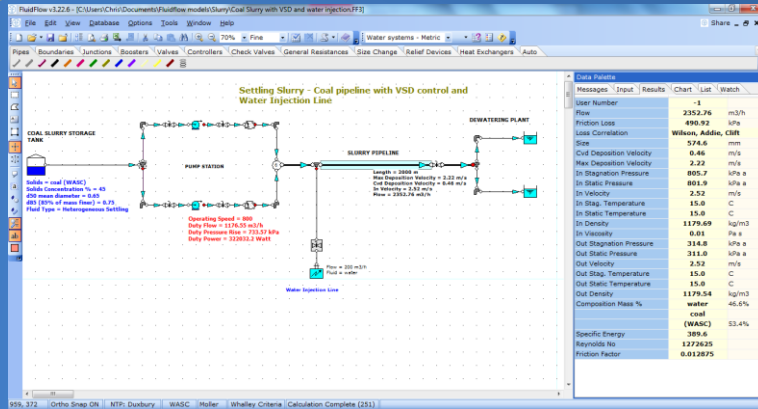 FluidFlow v3.22.6 - [C:\Users\Chris\Documents\Fluidflow models\Slurry\Coal Slurry with VSD and water injection.FF3]
File Edit View Database Options Tools Window Help
Share
70% Fine Water systems - Metric
Pipes Boundaries Junctions Boosters Valves Controllers Check Valves General Resistances Size Change Relief Devices Heat Exchangers Auto
Settling Slurry - Coal pipeline with VSD control and
Water Injection Line
COAL SLURRY STORAGE
TANK
Solids = coal (WASC)
Solids Concentration % = 45
d50 mean diameter = 0.65
d85 (85% of mass finer) = 0.75
Fluid Type = Heterogeneous Settling
PUMP STATION
Operating Speed = 880
Duty Flow = 1176.55 m3/h
Duty Pressure Rise = 733.57 kPa
Duty Power = 322033.2 Watt
SLURRY PIPELINE
Length = 2000 m
Max Deposition Velocity = 2.22 m/s
Cvd Deposition Velocity = 0.46 m/s
In Velocity = 2.52 m/s
Flow = 2352.76 m3/h
DEWATERING PLANT
Flow = 200 m3/h
Fluid = water
Water Injection Line
Data Palette
Messages Input Results Chart List Watch
User Number -1
Flow 2352.76 m3/h
Friction Loss 490.92 kPa
Loss Correlation Wilson, Addie, Clift
Size 574.6 mm
Cvd Deposition Velocity 0.46 m/s
Max Deposition Velocity 2.22 m/s
In Stagnation Pressure 805.7 kPa a
In Static Pressure 801.9 kPa a
In Velocity 2.52 m/s
In Stag. Temperature 15.0 C
In Static Temperature 15.0 C
In Density 1179.69 kg/m3
In Viscosity 0.01 Pa s
Out Stagnation Pressure 314.8 kPa a
Out Static Pressure 311.0 kPa a
Out Velocity 2.52 m/s
Out Stag. Temperature 15.0 C
Out Static Temperature 15.0 C
Out Density 1179.54 kg/m3
Composition Mass % water 46.6%
coal
(WASC) 53.4%
Specific Energy 389.6
Reynolds No 1272625
Friction Factor 0.012875
959, 372 Ortho Snap ON NTP: Duxbury WASC Moller Whalley Criteria Calculation Complete (251)